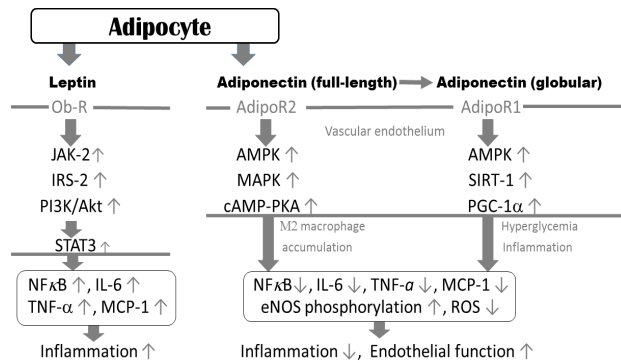 Adipocyte
Leptin
Adiponectin (full-length) Adiponectin (globular)
Ob-R AdipoR2 AdipoR1
Vascular endothelium
JAK-2↑ AMPK ↑ AMPK ↑
IRS-2 ↑ MAPK ↑ SIRT-1 ↑
PI3K/Akt ↑ cAMP-PKA ↑ PGC-1α ↑
STAT3 ↑
M2 macrophage
accumulation
Hyperglycemia
Inflammation
NFκB ↑, IL-6 ↑
TNF-α ↑, MCP-1 ↑
NFκB↓, IL-6 ↓, TNF-a ↓, MCP-1 ↓
eNOS phosphorylation ↑, ROS ↓
Inflammation ↑
Inflammation ↓, Endothelial function ↑